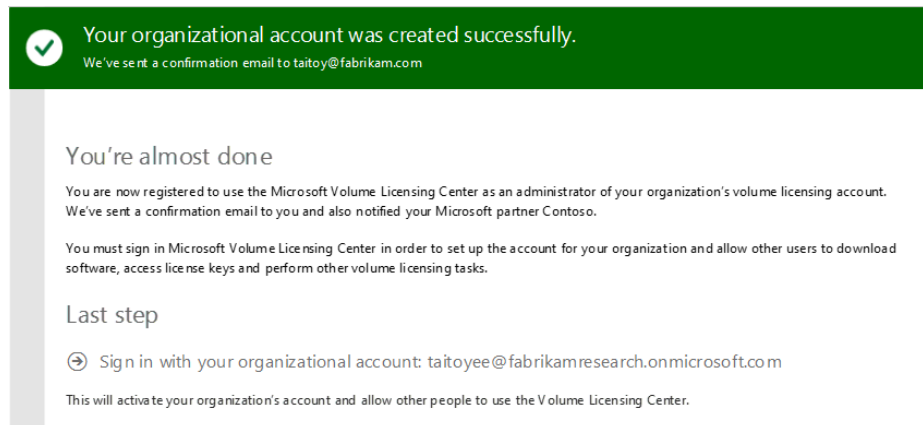 Your organizational account was created successfully.
We've sent a confirmation email to taitoy@fabrikam.com
You're almost done
You are now registered to use the Microsoft Volume Licensing Center as an administrator of your organization's volume licensing account.
We've sent a confirmation email to you and also notified your Microsoft partner Contoso.
You must sign in Microsoft Volume Licensing Center in order to set up the account for your organization and allow other users to download
software, access license keys and perform other volume licensing tasks.
Last step
Sign in with your organizational account: taitoyee@fabrikamresearch.onmicrosoft.com
This will activate your organization's account and allow other people to use the Volume Licensing Center.